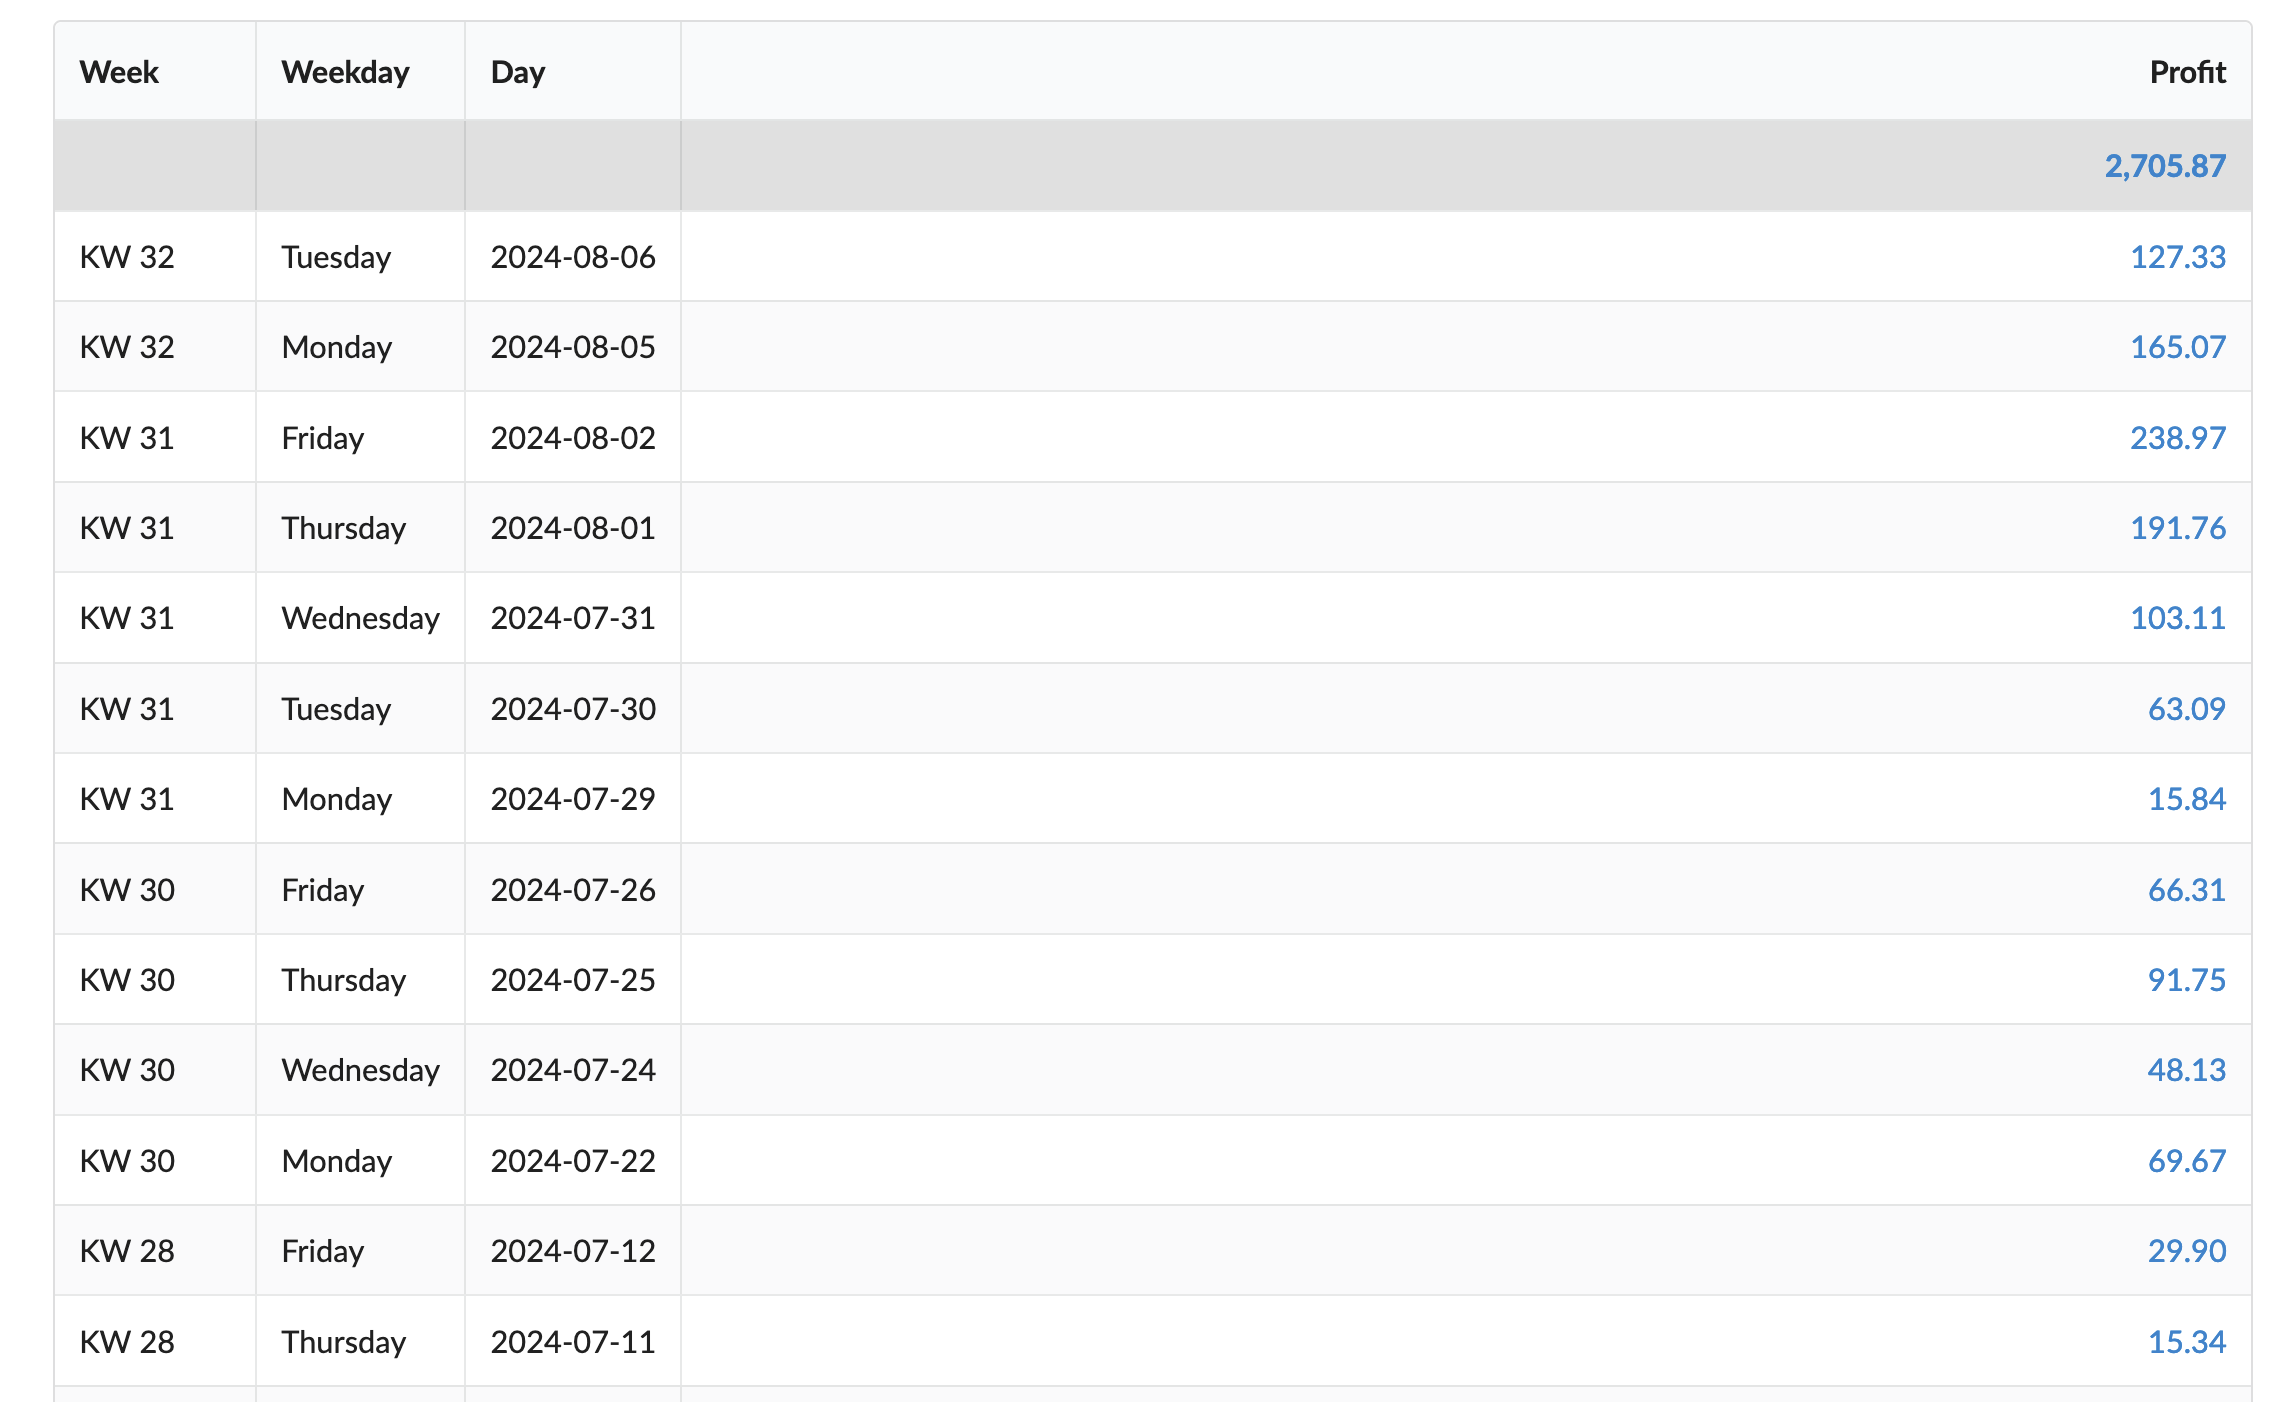 Week Weekday Day Profit
2,705.87
KW 32 Tuesday 2024-08-06 127.33
KW 32 Monday 2024-08-05 165.07
KW 31 Friday 2024-08-02 238.97
KW 31 Thursday 2024-08-01 191.76
KW 31 Wednesday 2024-07-31 103.11
KW 31 Tuesday 2024-07-30 63.09
KW 31 Monday 2024-07-29 15.84
KW 30 Friday 2024-07-26 66.31
KW 30 Thursday 2024-07-25 91.75
KW 30 Wednesday 2024-07-24 48.13
KW 30 Monday 2024-07-22 69.67
KW 28 Friday 2024-07-12 29.90
KW 28 Thursday 2024-07-11 15.34